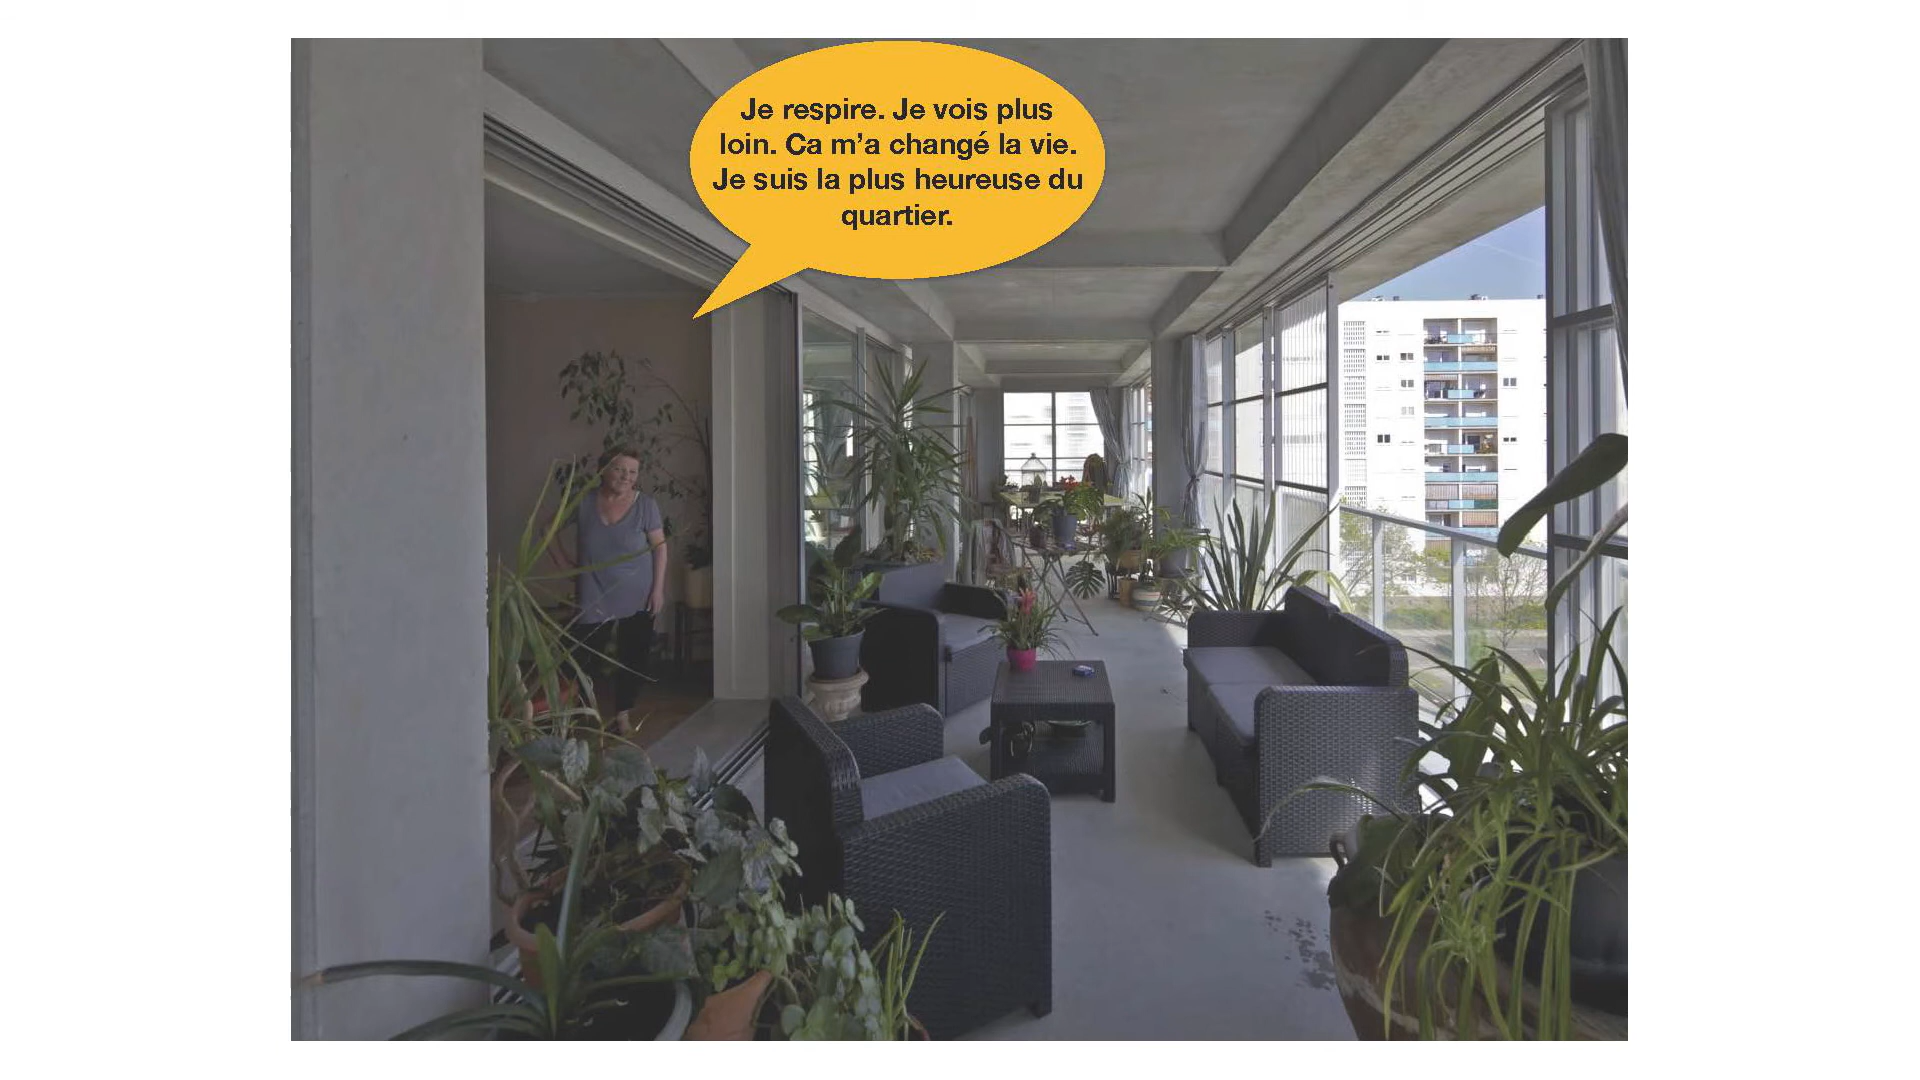 Je respire. Je vois plus
loin. Ca m’a changé la vie.
Je suis la plus heureuse du
quartier.